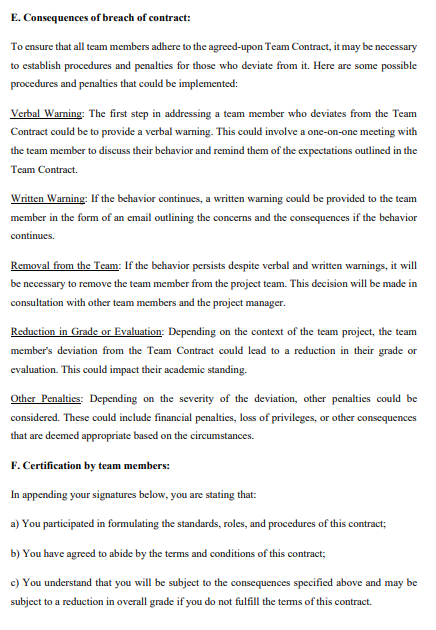 E. Consequences of breach of contract:
To ensure that all team members adhere to the agreed-upon Team Contract, it may be necessary
to establish procedures and penalties for those who deviate from it. Here are some possible
procedures and penalties that could be implemented:
Verbal Warning: The first step in addressing a team member who deviates from the Team
Contract could be to provide a verbal warning. This could involve a one-on-one meeting with
the team member to discuss their behavior and remind them of the expectations outlined in the
Team Contract.
Written Warning: If the behavior continues, a written warning could be provided to the team
member in the form of an email outlining the concerns and the consequences if the behavior
continues.
Removal from the Team: If the behavior persists despite verbal and written warnings, it will
be necessary to remove the team member from the project team. This decision will be made in
consultation with other team members and the project manager.
Reduction in Grade or Evaluation: Depending on the context of the team project, the team
member's deviation from the Team Contract could lead to a reduction in their grade or
evaluation. This could impact their academic standing.
Other Penalties: Depending on the severity of the deviation, other penalties could be
considered. These could include financial penalties, loss of privileges, or other consequences
that are deemed appropriate based on the circumstances.
F. Certification by team members:
In appending your signatures below, you are stating that:
a) You participated in formulating the standards, roles, and procedures of this contract;
b) You have agreed to abide by the terms and conditions of this contract;
c) You understand that you will be subject to the consequences specified above and may be
subject to a reduction in overall grade if you do not fulfill the terms of this contract.